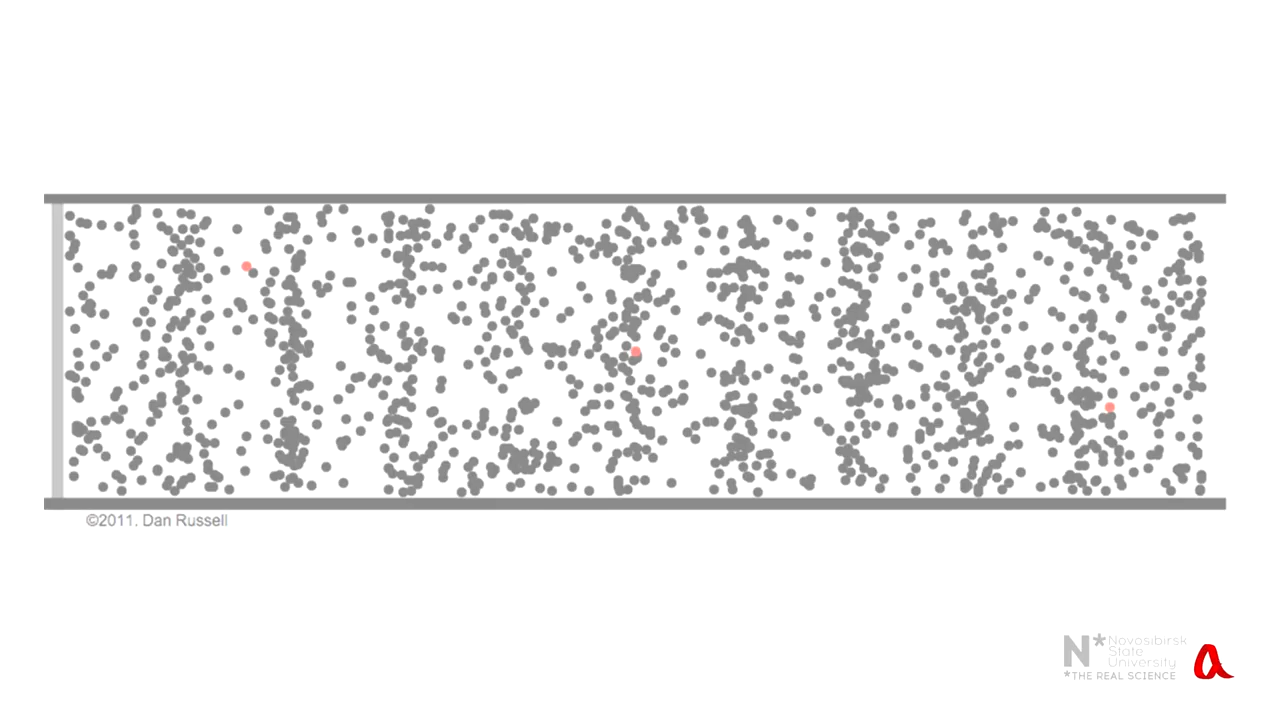 ©2011. Dan Russell
N* Novosibirsk
State
University
*THE REAL SCIENCE
a